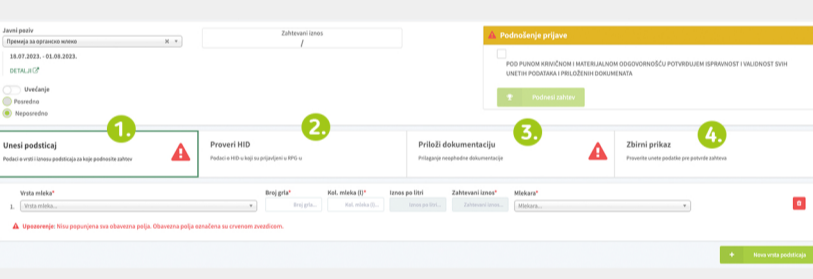 Javni poziv
Премија за органско млеко
18.07.2023. - 01.08.2023.
DETALJI
Uvećanje
Posredno
Neposredno
Zahtevani iznos
/
Podnošenje prijave
POD PUNOM KRIVIČNOM I MATERIJALNOM ODGOVORNOŠĆU POTVRĐUJEM ISPRAVNOST I VALIDNOST SVIH
UNETIH PODATAKA I PRILOŽENIH DOKUMENATA
Podnesi zahtev
1.
Unesi podsticaj
Podaci o vrsti i iznosu podsticaja za koje podnosite zahtev
2.
Proveri HID
Podaci o HID-u koji su prijavljeni u RPG-u
3.
Priloži dokumentaciju
Prilaganje neophodne dokumentacije
4.
Zbirni prikaz
Proverite unete podatke pre potvrde zahteva
Vrsta mleka* Broj grla* Kol. mleka (l)* Iznos po litri Zahtevani iznos* Mlekara*
1. Vrsta mleka... Broj grla... Kol. mleka (l)... Iznos po litri... Zahtevani iznos... Mlekara...
Upozorenje: Nisu popunjena sva obavezna polja. Obavezna polja označena su crvenom zvezdicom.
+ Nova vrsta podsticaja